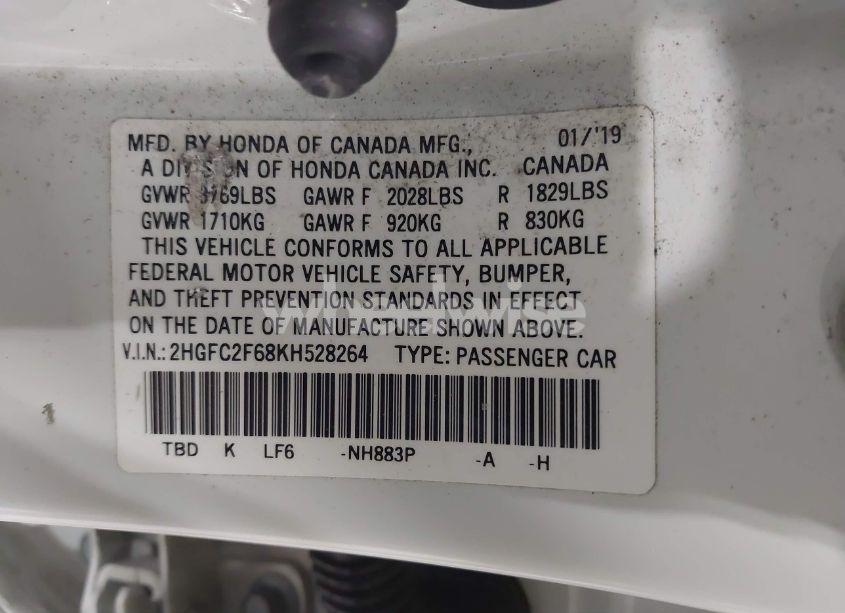 MFD. BY HONDA OF CANADA MFG., 01/'19
A DIVISION OF HONDA CANADA INC. CANADA
GVWR 3769LBS GAWR F 2028LBS R 1829LBS
GVWR 1710KG GAWR F 920KG R 830KG
THIS VEHICLE CONFORMS TO ALL APPLICABLE
FEDERAL MOTOR VEHICLE SAFETY, BUMPER,
AND THEFT PREVENTION STANDARDS IN EFFECT
ON THE DATE OF MANUFACTURE SHOWN ABOVE.
V.I.N.: 2HGFC2F68KH528264 TYPE: PASSENGER CAR
TBD K LF6 -NH883P -A -H